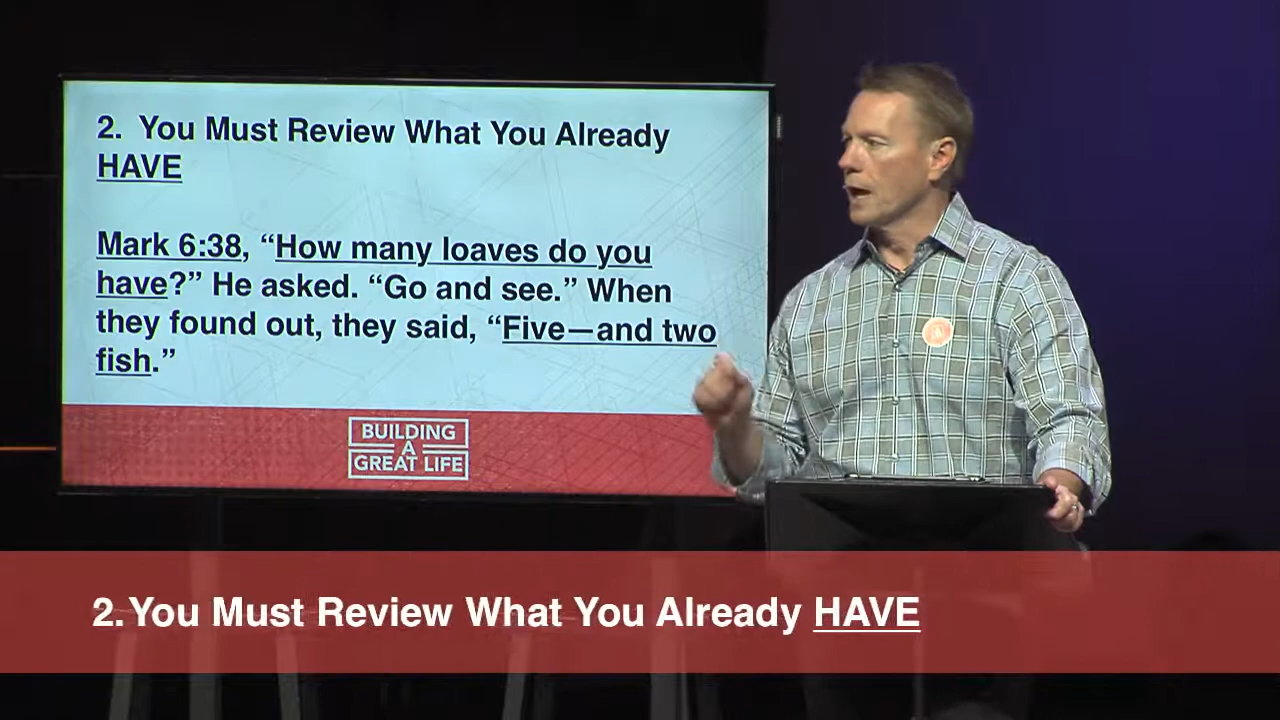 2. You Must Review What You Already
HAVE
Mark 6:38, “How many loaves do you
have?” He asked. “Go and see.” When
they found out, they said, “Five—and two
fish.”
BUILDING
A
GREAT LIFE
2. You Must Review What You Already HAVE